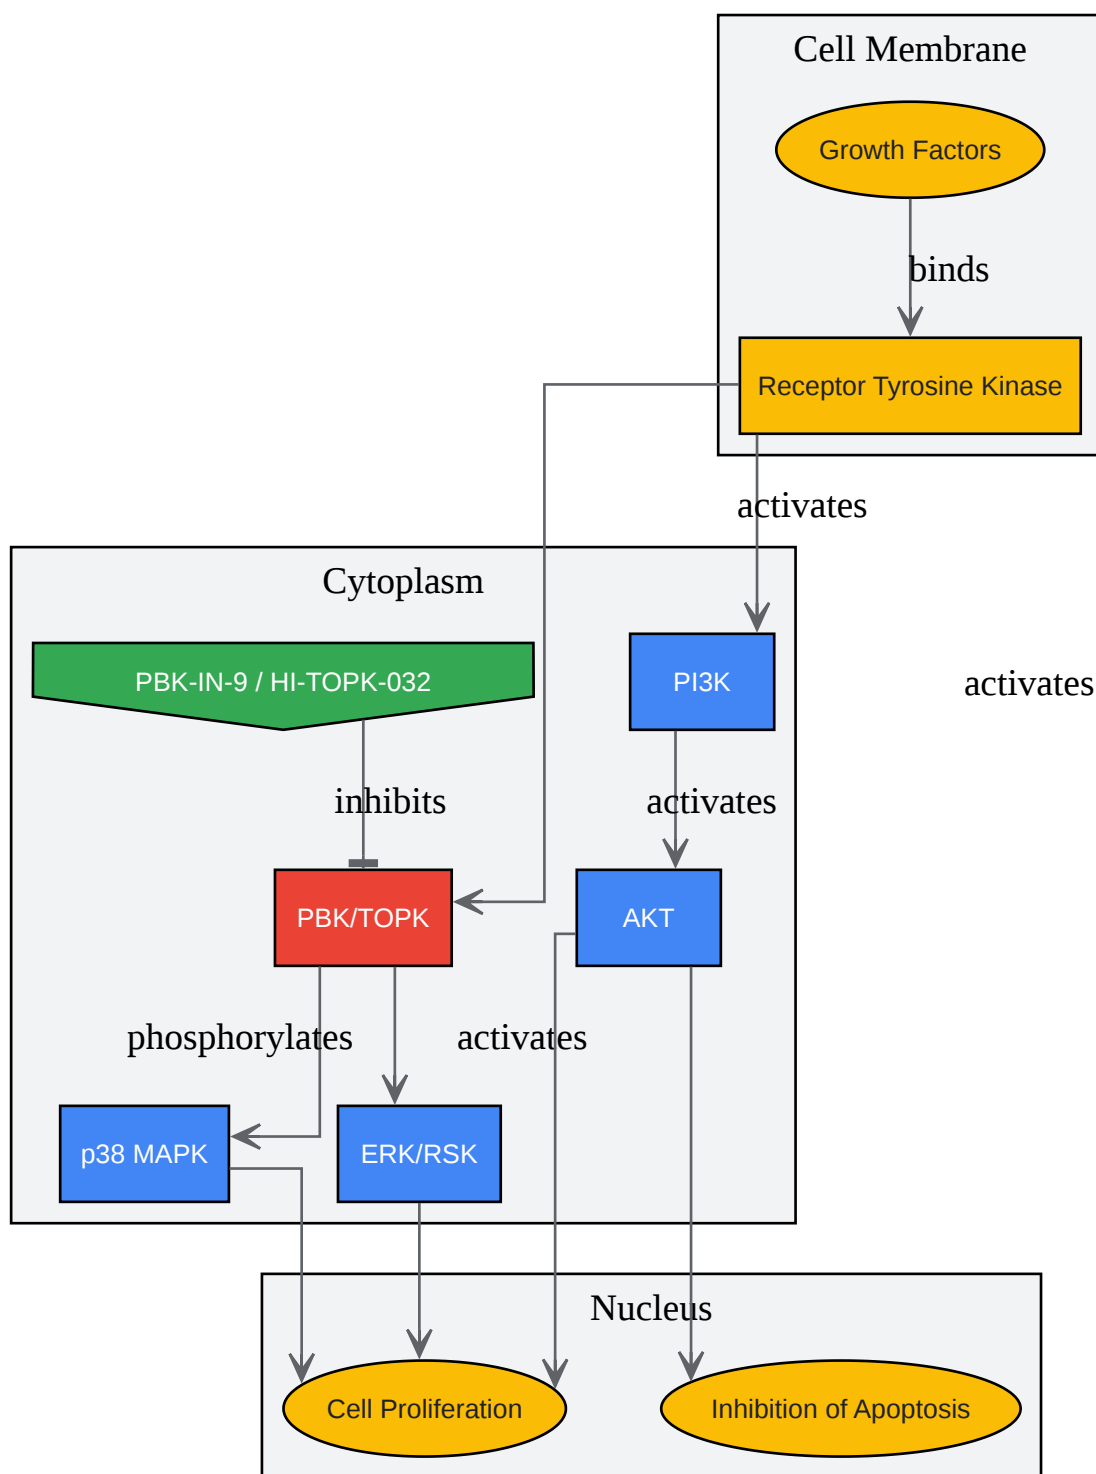 Cell Membrane
Growth Factors
binds
Receptor Tyrosine Kinase
activates
Cytoplasm
PBK-IN-9 / HI-TOPK-032
PI3K
activates
inhibits
activates
PBK/TOPK
AKT
phosphorylates
activates
p38 MAPK
ERK/RSK
Nucleus
Cell Proliferation
Inhibition of Apoptosis